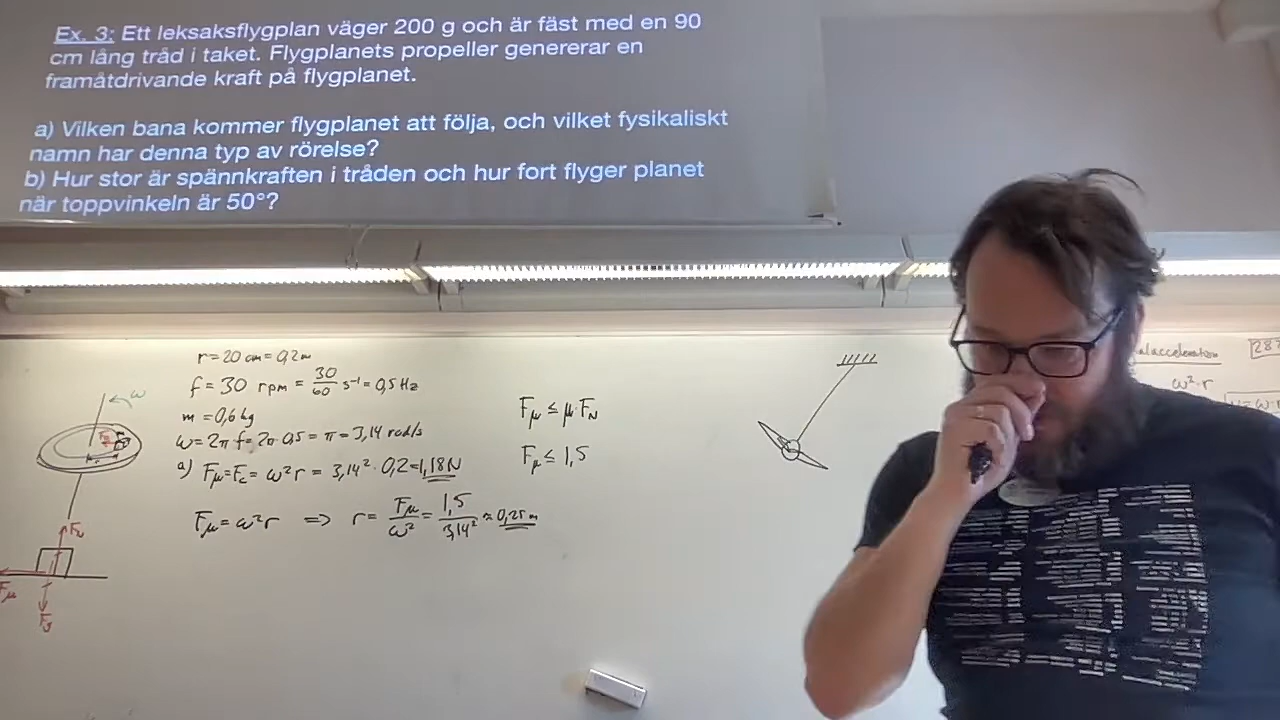 Ex. 3: Ett leksaksflygplan väger 200 g och är fäst med en 90
cm lång tråd i taket. Flygplanets propeller genererar en
framåtdrivande kraft på flygplanet.
a) Vilken bana kommer flygplanet att följa, och vilket fysikaliskt
namn har denna typ av rörelse?
b) Hur stor är spännkraften i tråden och hur fort flyger planet
när toppvinkeln är 50°?
r = 20 cm = 0,2 m
f = 30 rpm = 30/60 s⁻¹ = 0,5 Hz
m = 0,6 kg
ω = 2π f = 2π · 0,5 = π = 3,14 rad/s
a) Fμ = Fc = ω² r = 3,14² · 0,2 = 1,18 N
Fμ = ω² r => r = Fμ/ω² = 1,5/3,14² ≈ 0,25 m
Fμ ≤ μ · FN
Fμ ≤ 1,5
ω
FN
Fμ
Fg
ω² · r